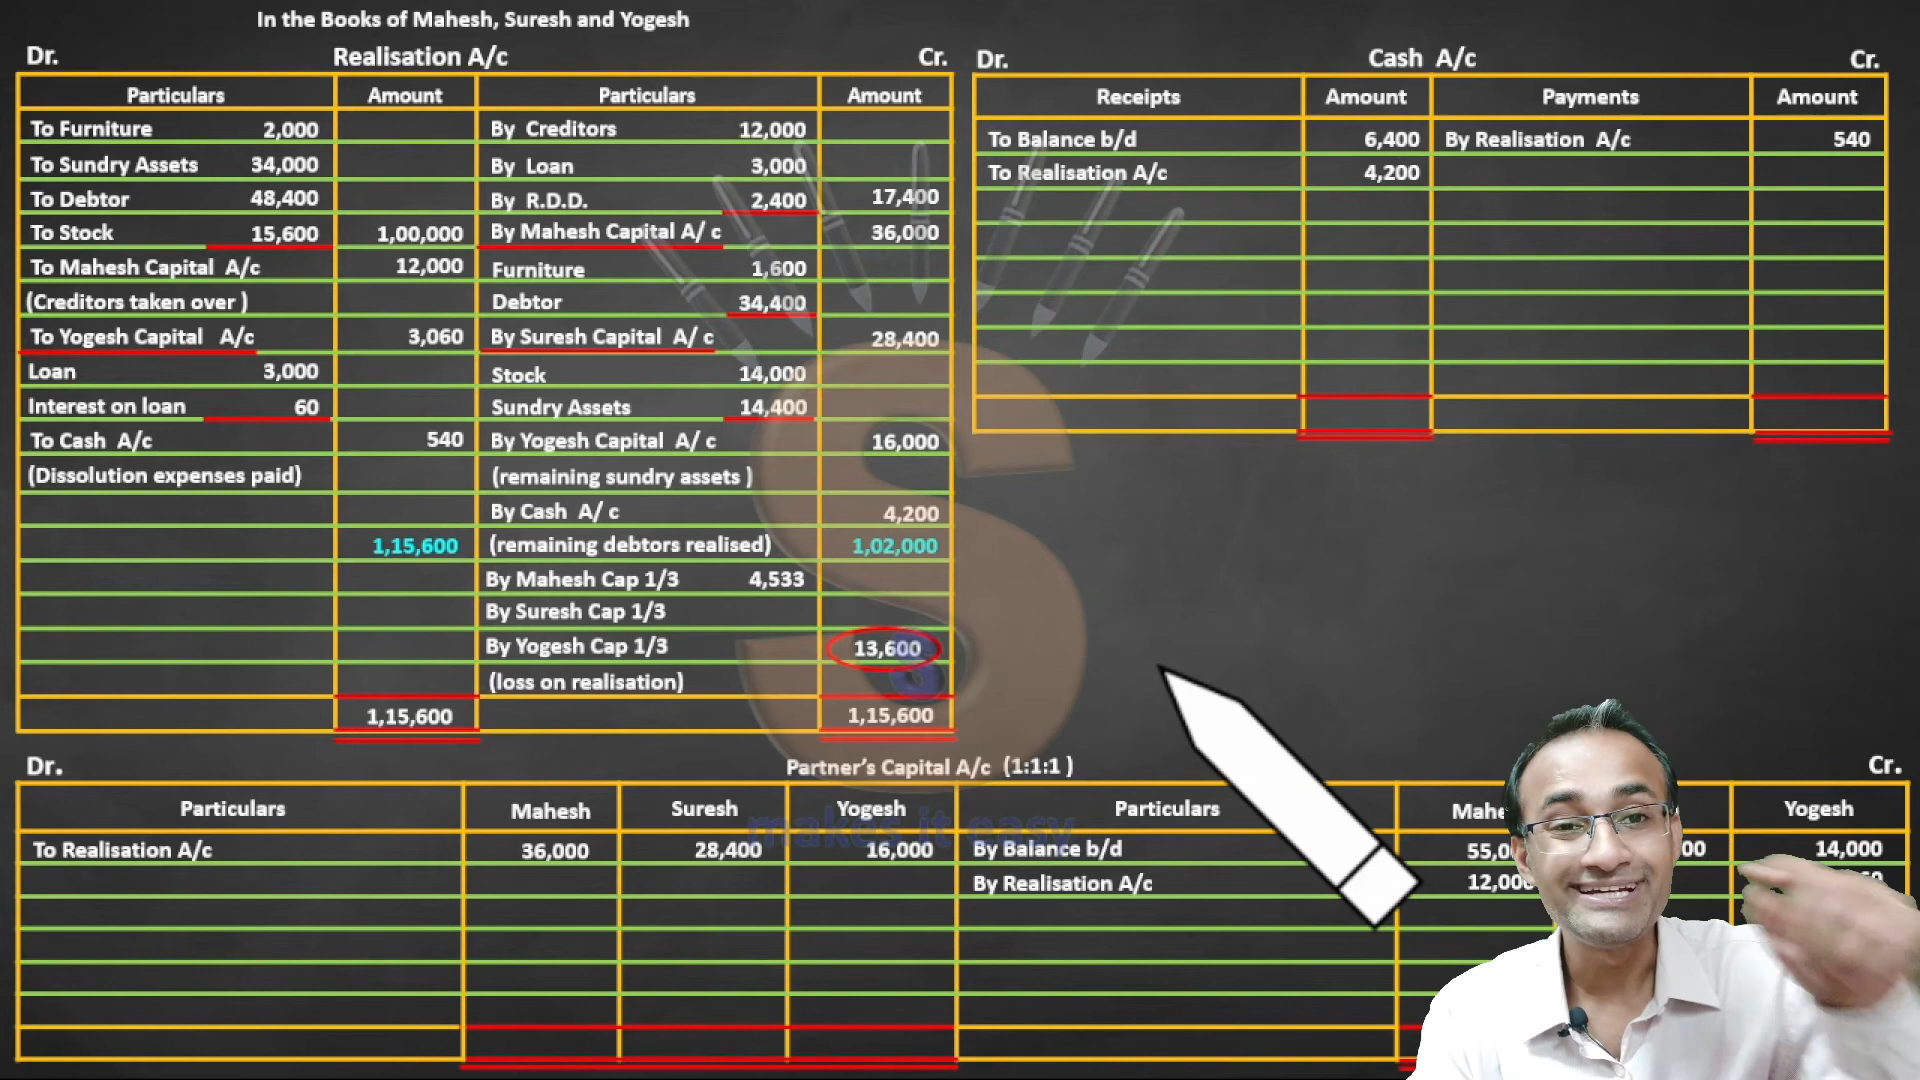 In the Books of Mahesh, Suresh and Yogesh
Dr. Realisation A/c Cr.
Particulars Amount Particulars Amount
To Furniture 2,000 By Creditors 12,000
To Sundry Assets 34,000 By Loan 3,000
To Debtor 48,400 By R.D.D. 2,400 17,400
To Stock 15,600 1,00,000 By Mahesh Capital A/ c 36,000
To Mahesh Capital A/c 12,000 Furniture 1,600
(Creditors taken over ) Debtor 34,400
To Yogesh Capital A/c 3,060 By Suresh Capital A/ c 28,400
Loan 3,000 Stock 14,000
Interest on loan 60 Sundry Assets 14,400
To Cash A/c 540 By Yogesh Capital A/ c 16,000
(Dissolution expenses paid) (remaining sundry assets )
By Cash A/ c 4,200
1,15,600 (remaining debtors realised) 1,02,000
By Mahesh Cap 1/3 4,533
By Suresh Cap 1/3
By Yogesh Cap 1/3 13,600
(loss on realisation)
1,15,600 1,15,600
Dr. Cash A/c Cr.
Receipts Amount Payments Amount
To Balance b/d 6,400 By Realisation A/c 540
To Realisation A/c 4,200
S
s
makes it easy
Dr. Partner's Capital A/c (1:1:1 ) Cr.
Particulars Mahesh Suresh Yogesh Particulars Yogesh
To Realisation A/c 36,000 28,400 16,000 By Balance b/d 14,000
By Realisation A/c 12,000